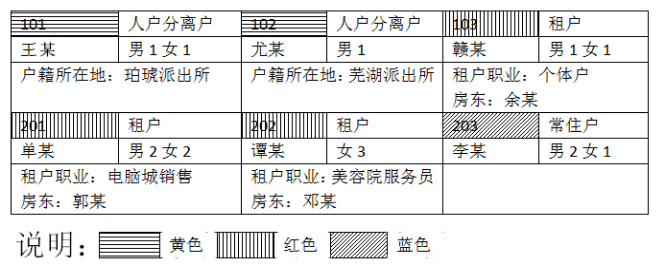 101 人户分离户 102 人户分离户 103 租户
王某 男1女1 尤某 男1 赣某 男1女1
户籍所在地：珀琥派出所 户籍所在地：芜湖派出所 租户职业：个体户
房东：余某
201 租户 202 租户 203 常住户
单某 男2女2 谭某 女3 李某 男2女1
租户职业：电脑城销售 租户职业：美容院服务员
房东：郭某 房东：邓某
说明： 黄色 红色 蓝色